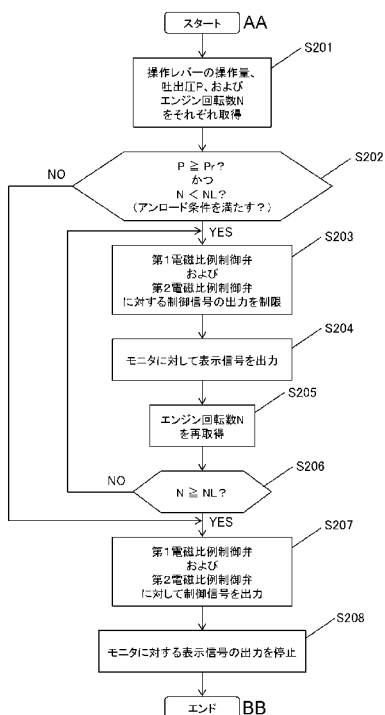 スタート AA
S201
操作レバーの操作量、
吐出圧P、および
エンジン回転数N
をそれぞれ取得
S202
P ≧ Pr？
かつ
N < NL？
(アンロード条件を満たす？)
NO
YES
S203
第1電磁比例制御弁
および
第2電磁比例制御弁
に対する制御信号の出力を制限
S204
モニタに対して表示信号を出力
S205
エンジン回転数N
を再取得
S206
N ≧ NL？
NO
YES
S207
第1電磁比例制御弁
および
第2電磁比例制御弁
に対して制御信号を出力
S208
モニタに対する表示信号の出力を停止
エンド BB